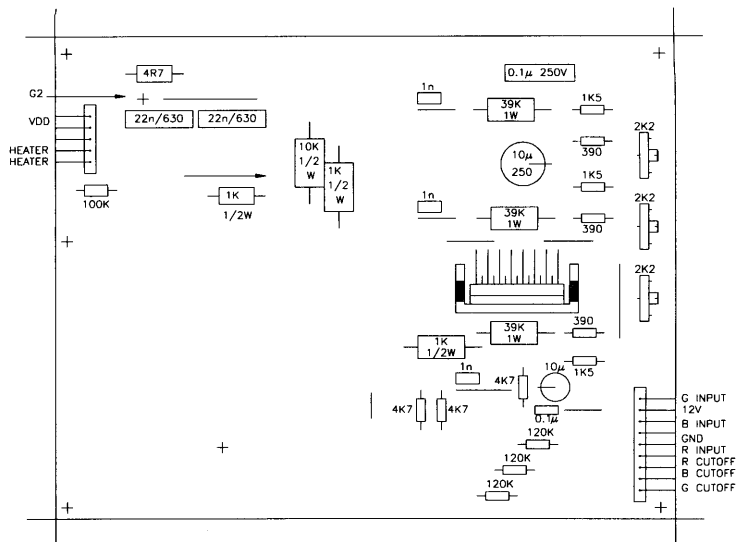 4R7
0.1μ 250V
G2
1n
39K
1W
1K5
VDD
22n/630
22n/630
2K2
10K
1/2
W
10μ
250
390
HEATER
HEATER
1K
1/2
W
1K5
100K
1K
1/2W
1n
39K
1W
390
2K2
2K2
390
39K
1W
1K
1/2W
1n
4K7
10μ
1K5
4K7
4K7
0.1μ
G INPUT
12V
B INPUT
GND
R INPUT
R CUTOFF
B CUTOFF
G CUTOFF
120K
120K
120K